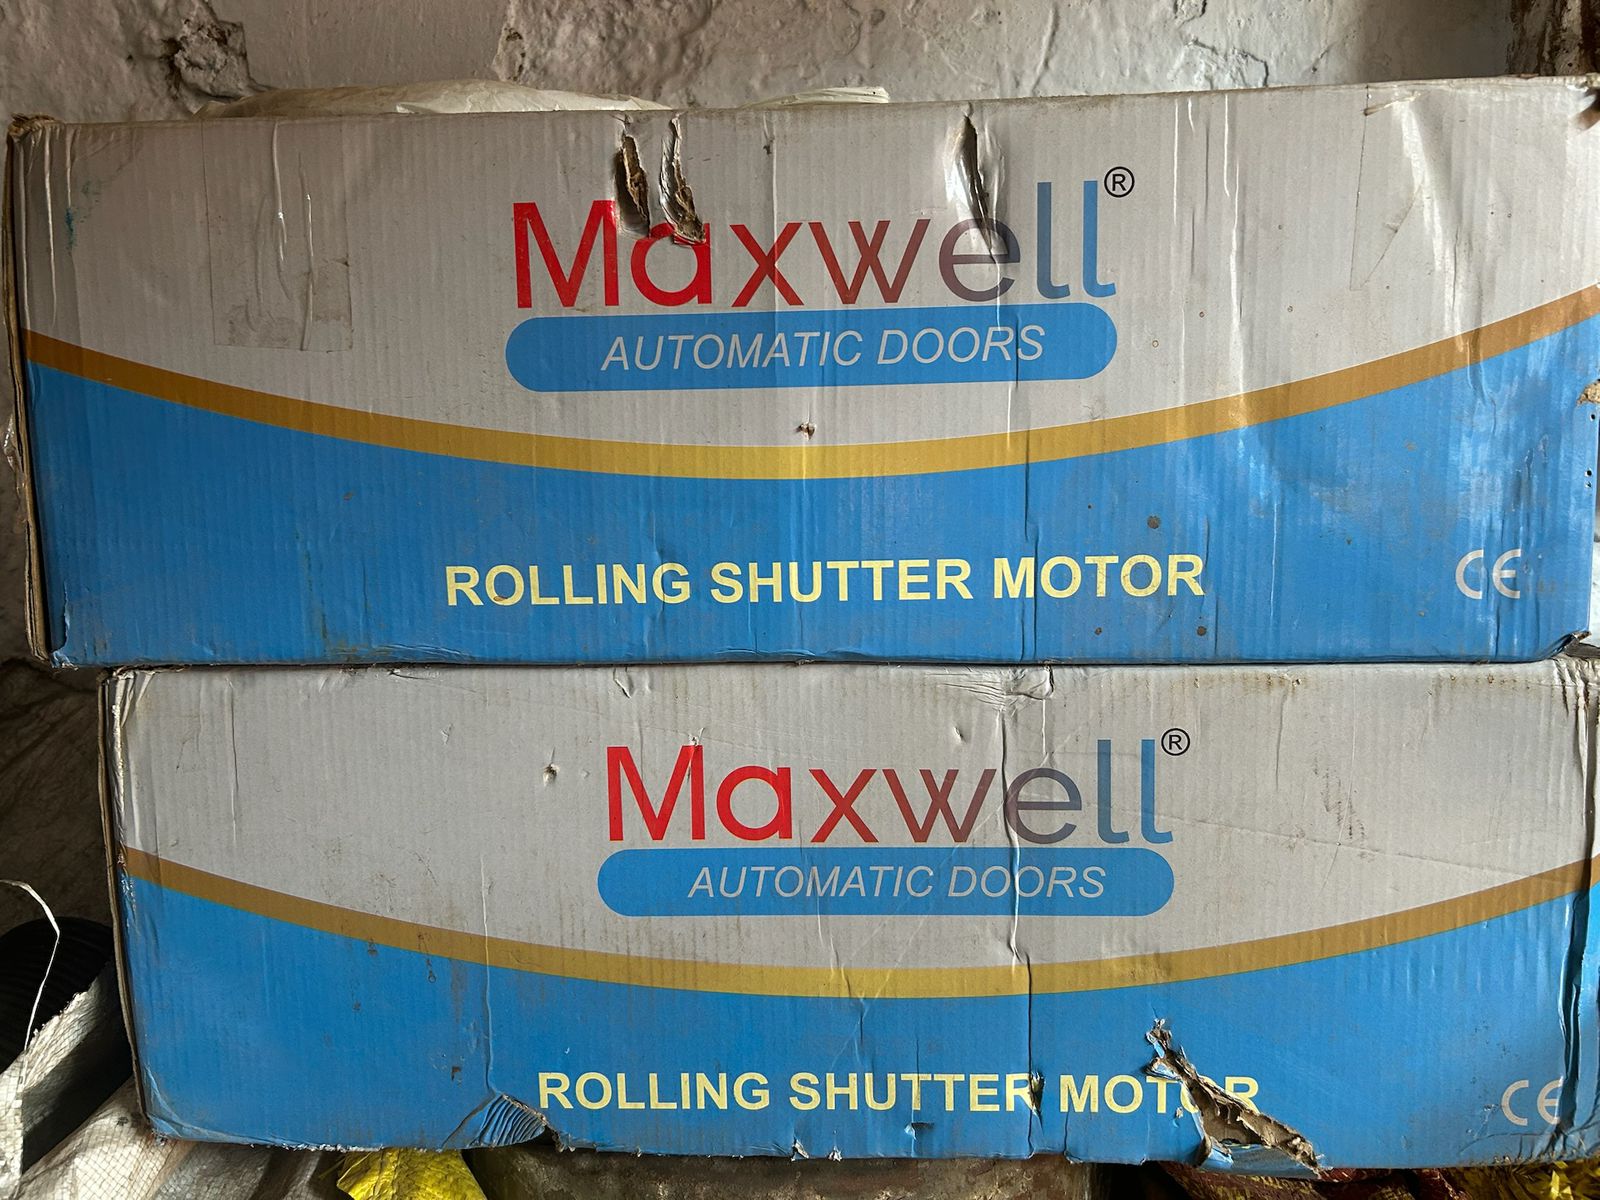 Maxwell®
AUTOMATIC DOORS
ROLLING SHUTTER MOTOR
CE
Maxwell®
AUTOMATIC DOORS
ROLLING SHUTTER MOTOR
CE